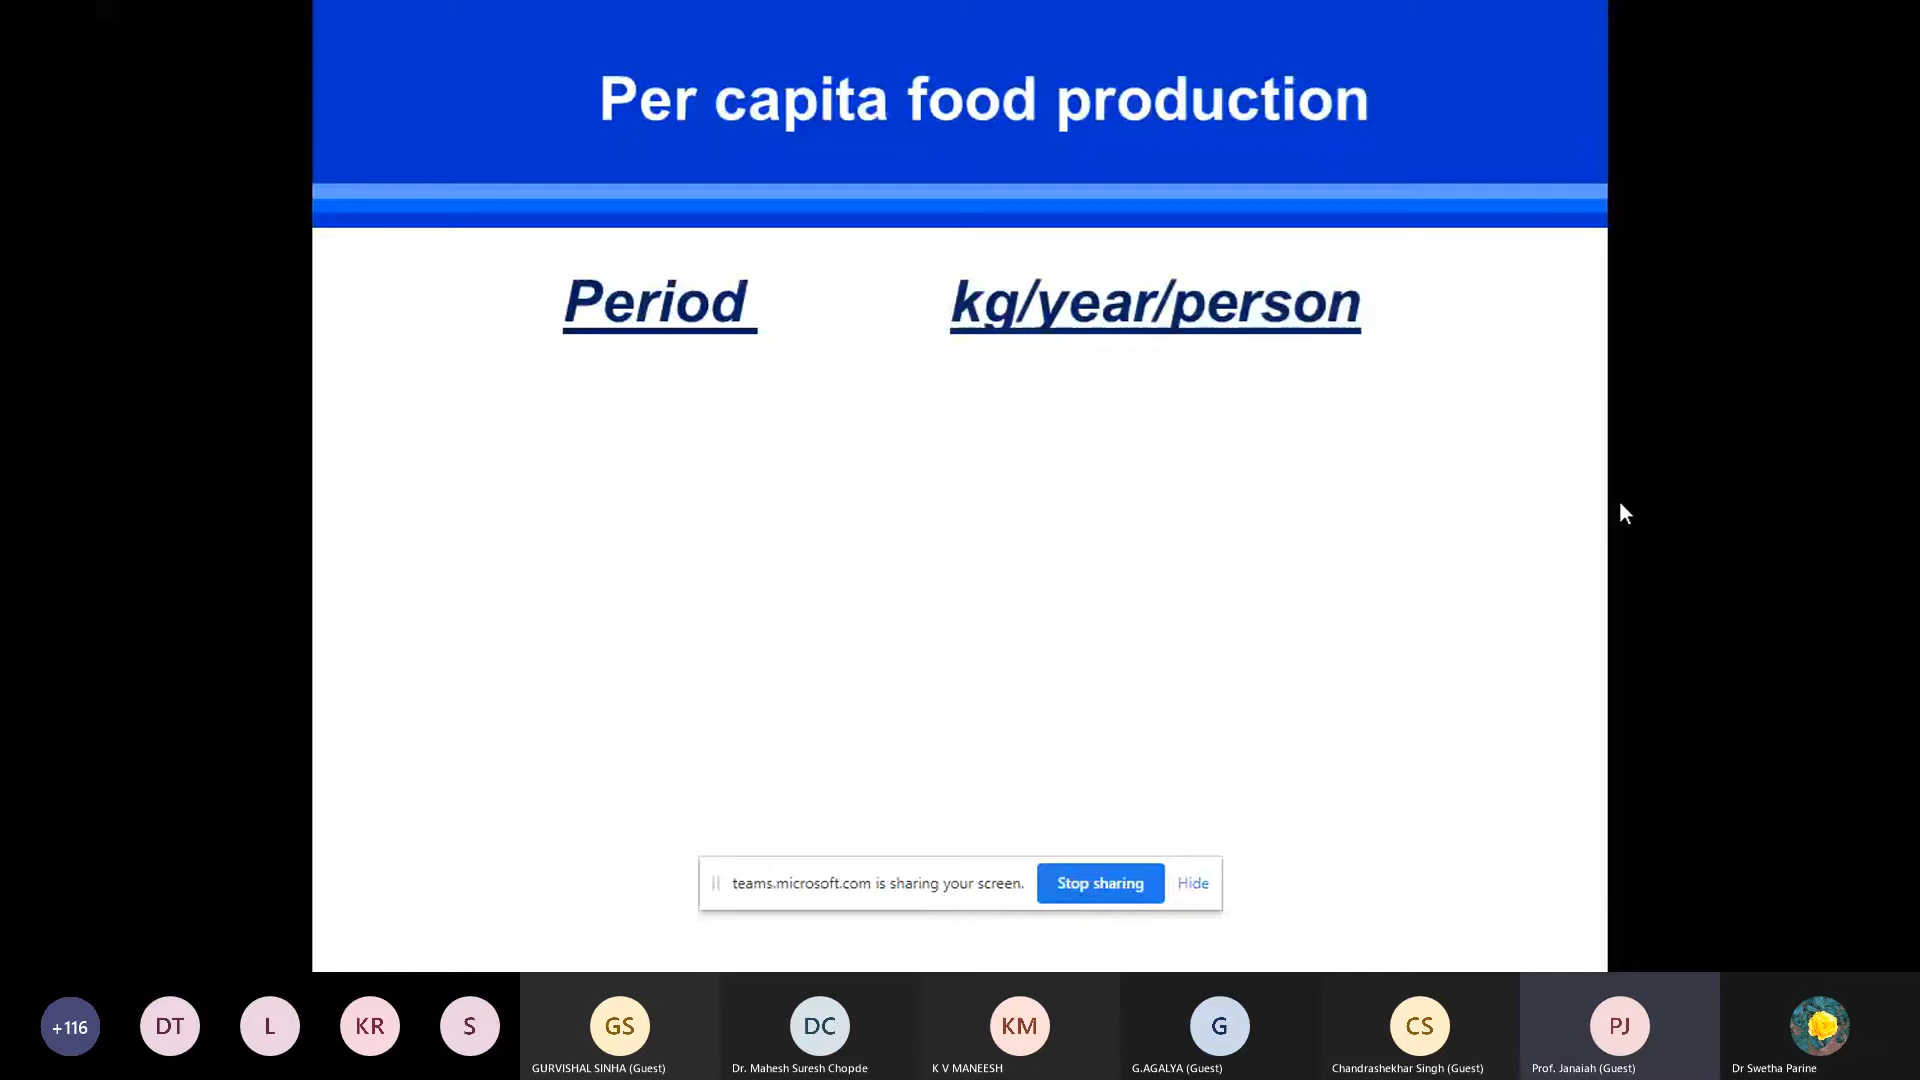 Per capita food production
Period kg/year/person
teams.microsoft.com is sharing your screen. Stop sharing Hide
+116 DT L KR S GS DC KM G CS PJ
GURVISHAL SINHA (Guest) Dr. Mahesh Suresh Chopde K V MANEESH G.AGALYA (Guest) Chandrashekhar Singh (Guest) Prof. Janaiah (Guest) Dr Swetha Parine